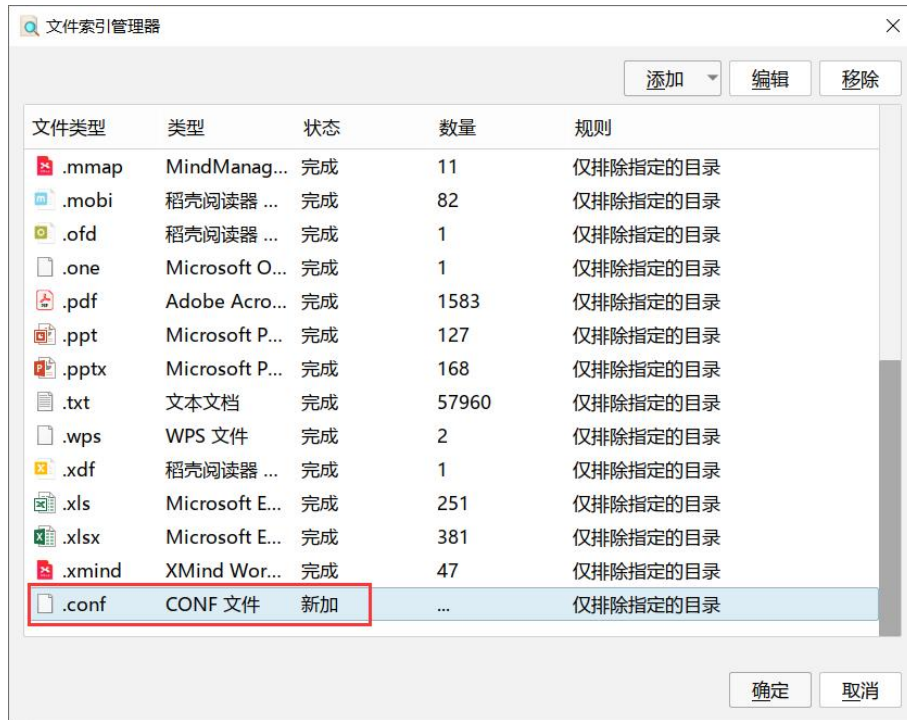 文件索引管理器
添加 编辑 移除
文件类型 类型 状态 数量 规则
.mmap MindManag... 完成 11 仅排除指定的目录
.mobi 稻壳阅读器 ... 完成 82 仅排除指定的目录
.ofd 稻壳阅读器 ... 完成 1 仅排除指定的目录
.one Microsoft O... 完成 1 仅排除指定的目录
.pdf Adobe Acro... 完成 1583 仅排除指定的目录
.ppt Microsoft P... 完成 127 仅排除指定的目录
.pptx Microsoft P... 完成 168 仅排除指定的目录
.txt 文本文档 完成 57960 仅排除指定的目录
.wps WPS 文件 完成 2 仅排除指定的目录
.xdf 稻壳阅读器 ... 完成 1 仅排除指定的目录
.xls Microsoft E... 完成 251 仅排除指定的目录
.xlsx Microsoft E... 完成 381 仅排除指定的目录
.xmind XMind Wor... 完成 47 仅排除指定的目录
.conf CONF 文件 新加 ... 仅排除指定的目录
确定 取消